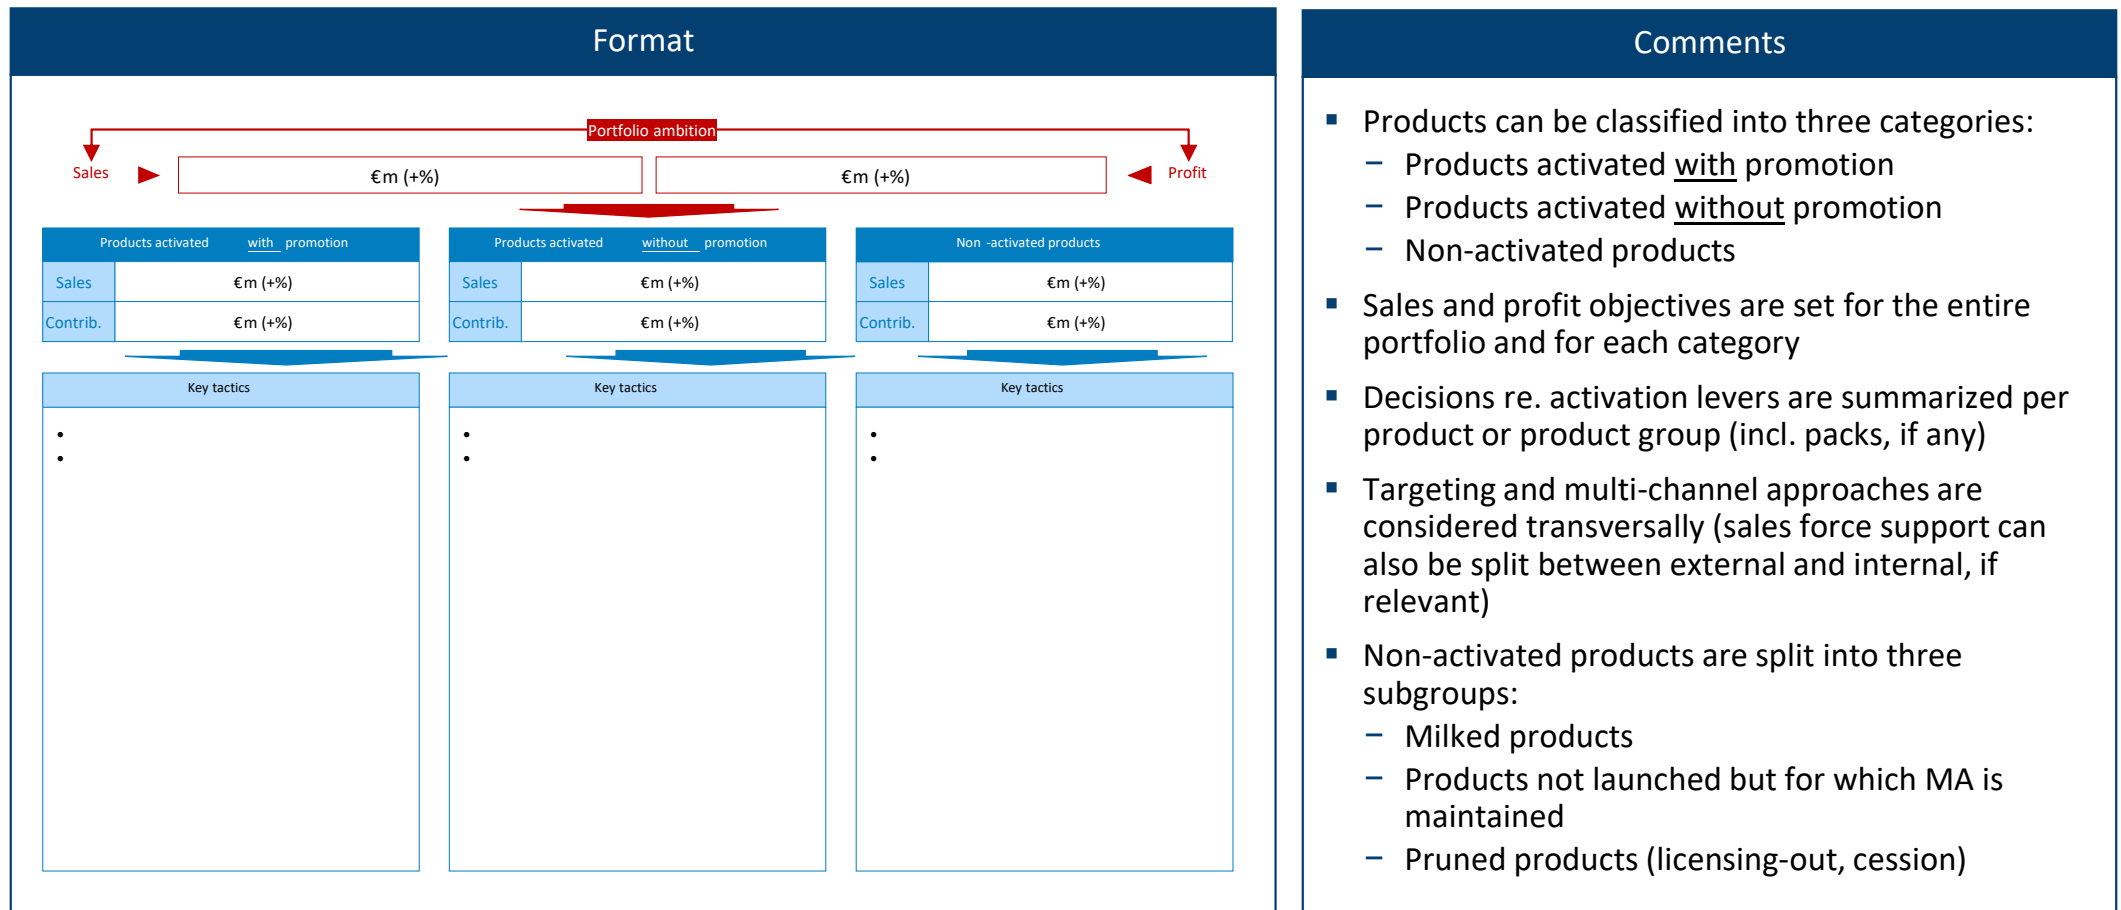 Format
Portfolio ambition
Sales
€m (+%)
€m (+%)
Profit
Products activated with promotion
Sales
€m (+%)
Contrib.
€m (+%)
Products activated without promotion
Sales
€m (+%)
Contrib.
€m (+%)
Non -activated products
Sales
€m (+%)
Contrib.
€m (+%)
Key tactics
•
•
Key tactics
•
•
Key tactics
•
•
Comments
▪ Products can be classified into three categories:
– Products activated with promotion
– Products activated without promotion
– Non-activated products
▪ Sales and profit objectives are set for the entire
portfolio and for each category
▪ Decisions re. activation levers are summarized per
product or product group (incl. packs, if any)
▪ Targeting and multi-channel approaches are
considered transversally (sales force support can
also be split between external and internal, if
relevant)
▪ Non-activated products are split into three
subgroups:
– Milked products
– Products not launched but for which MA is
maintained
– Pruned products (licensing-out, cession)